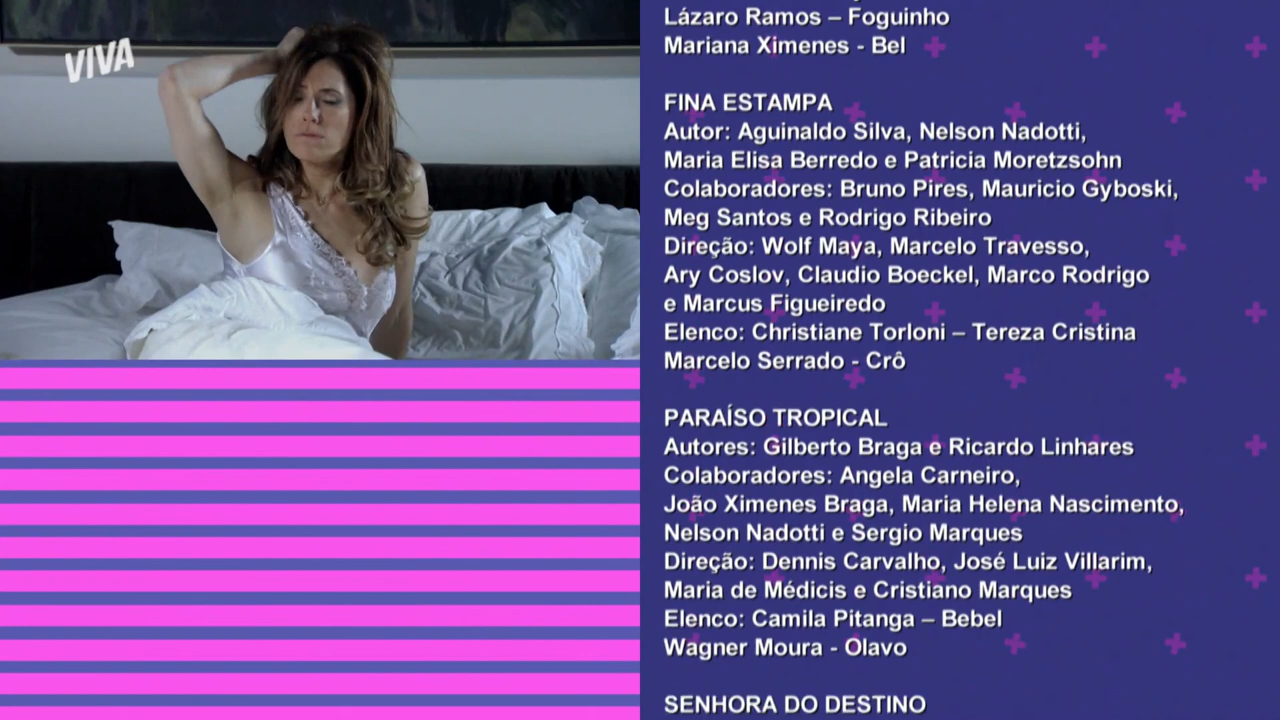 VIVA
Lázaro Ramos – Foguinho
Mariana Ximenes - Bel
FINA ESTAMPA
Autor: Aguinaldo Silva, Nelson Nadotti,
Maria Elisa Berredo e Patricia Moretzsohn
Colaboradores: Bruno Pires, Mauricio Gyboski,
Meg Santos e Rodrigo Ribeiro
Direção: Wolf Maya, Marcelo Travesso,
Ary Coslov, Claudio Boeckel, Marco Rodrigo
e Marcus Figueiredo
Elenco: Christiane Torloni – Tereza Cristina
Marcelo Serrado - Crô
PARAÍSO TROPICAL
Autores: Gilberto Braga e Ricardo Linhares
Colaboradores: Angela Carneiro,
João Ximenes Braga, Maria Helena Nascimento,
Nelson Nadotti e Sergio Marques
Direção: Dennis Carvalho, José Luiz Villarim,
Maria de Médicis e Cristiano Marques
Elenco: Camila Pitanga – Bebel
Wagner Moura - Olavo
SENHORA DO DESTINO